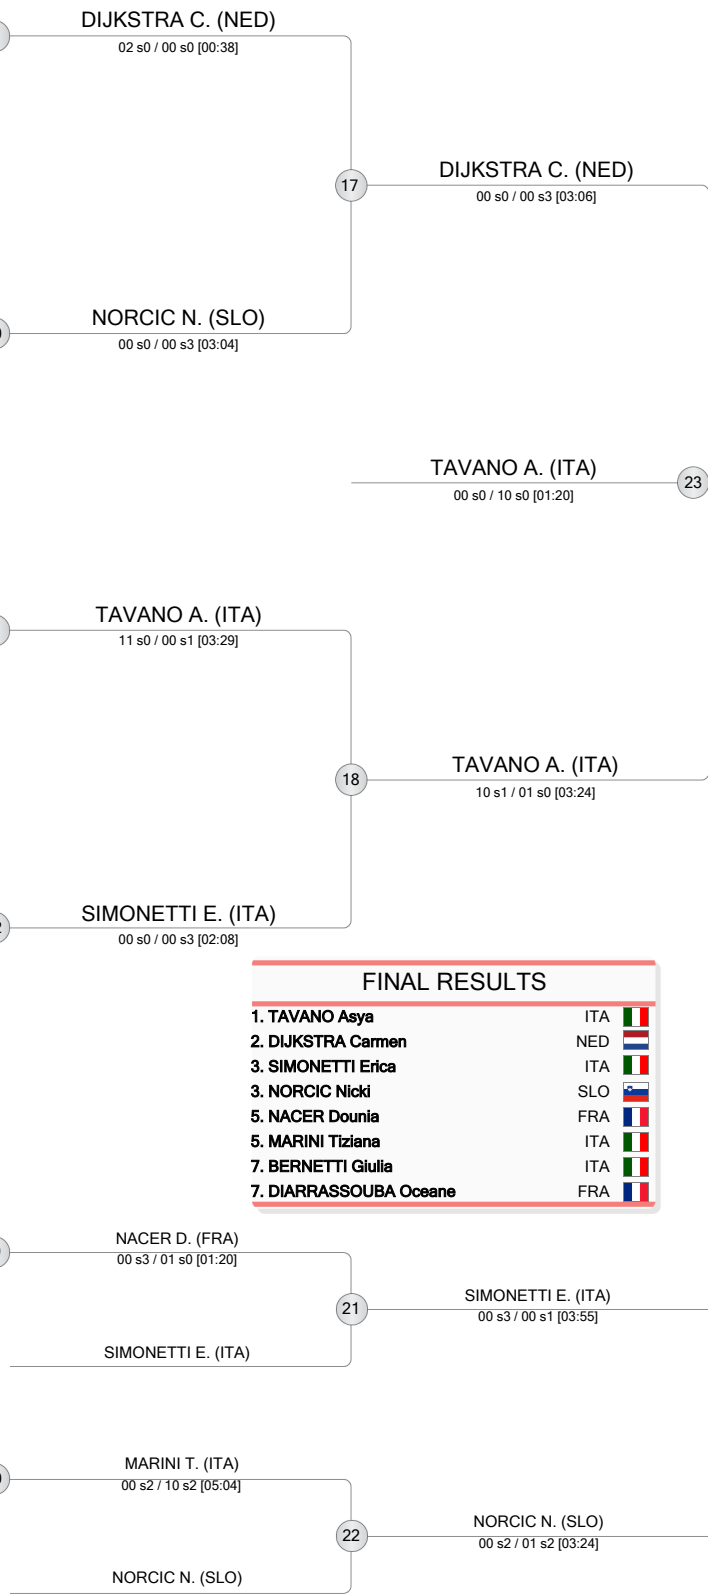 DIJKSTRA C. (NED)
02 s0 / 00 s0 [00:38]
17
DIJKSTRA C. (NED)
00 s0 / 00 s3 [03:06]
NORCIC N. (SLO)
00 s0 / 00 s3 [03:04]
TAVANO A. (ITA)
00 s0 / 10 s0 [01:20]
23
TAVANO A. (ITA)
11 s0 / 00 s1 [03:29]
18
TAVANO A. (ITA)
10 s1 / 01 s0 [03:24]
SIMONETTI E. (ITA)
00 s0 / 00 s3 [02:08]
FINAL RESULTS
1. TAVANO Asya ITA
2. DIJKSTRA Carmen NED
3. SIMONETTI Erica ITA
3. NORCIC Nicki SLO
5. NACER Dounia FRA
5. MARINI Tiziana ITA
7. BERNETTI Giulia ITA
7. DIARRASSOUBA Oceane FRA
NACER D. (FRA)
00 s3 / 01 s0 [01:20]
21
SIMONETTI E. (ITA)
00 s3 / 00 s1 [03:55]
SIMONETTI E. (ITA)
MARINI T. (ITA)
00 s2 / 10 s2 [05:04]
22
NORCIC N. (SLO)
00 s2 / 01 s2 [03:24]
NORCIC N. (SLO)